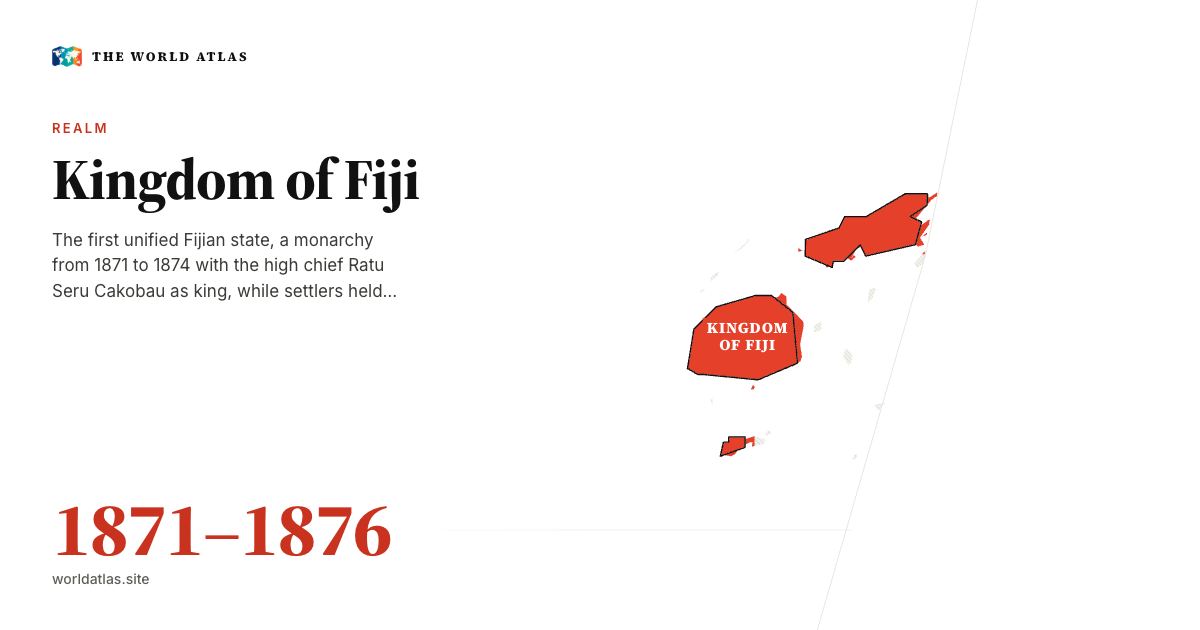 THE WORLD ATLAS
REALM
Kingdom of Fiji
The first unified Fijian state, a monarchy
from 1871 to 1874 with the high chief Ratu
Seru Cakobau as king, while settlers held...
KINGDOM
OF FIJI
1871–1876
worldatlas.site